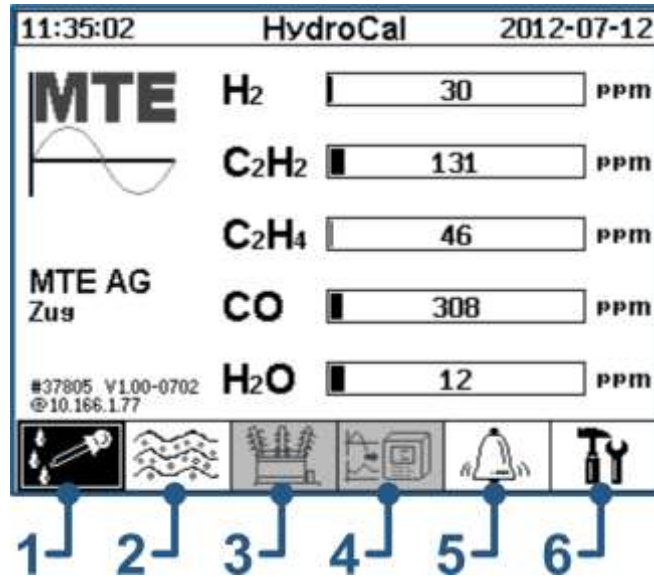 11:35:02 HydroCal 2012-07-12
MTE
H2 30 ppm
C2H2 131 ppm
C2H4 46 ppm
MTE AG
Zug
CO 308 ppm
#37805 V1.00-0702
@10.166.1.77
H2O 12 ppm
1 2 3 4 5 6